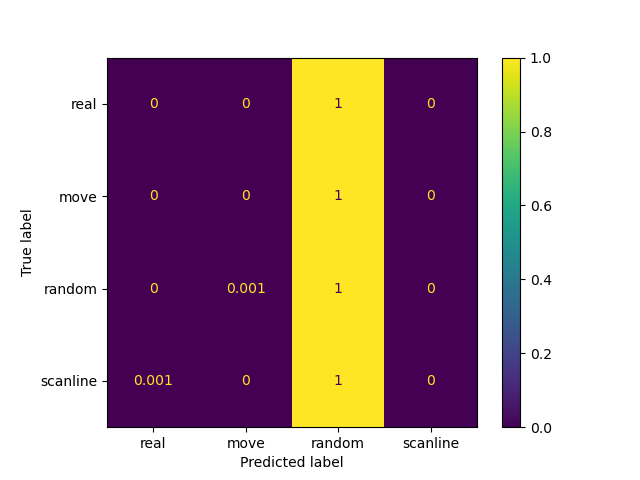 real 0 0 1 0
move 0 0 1 0
random 0 0.001 1 0
scanline 0.001 0 1 0
real move random scanline
Predicted label
True label
1.0
0.8
0.6
0.4
0.2
0.0